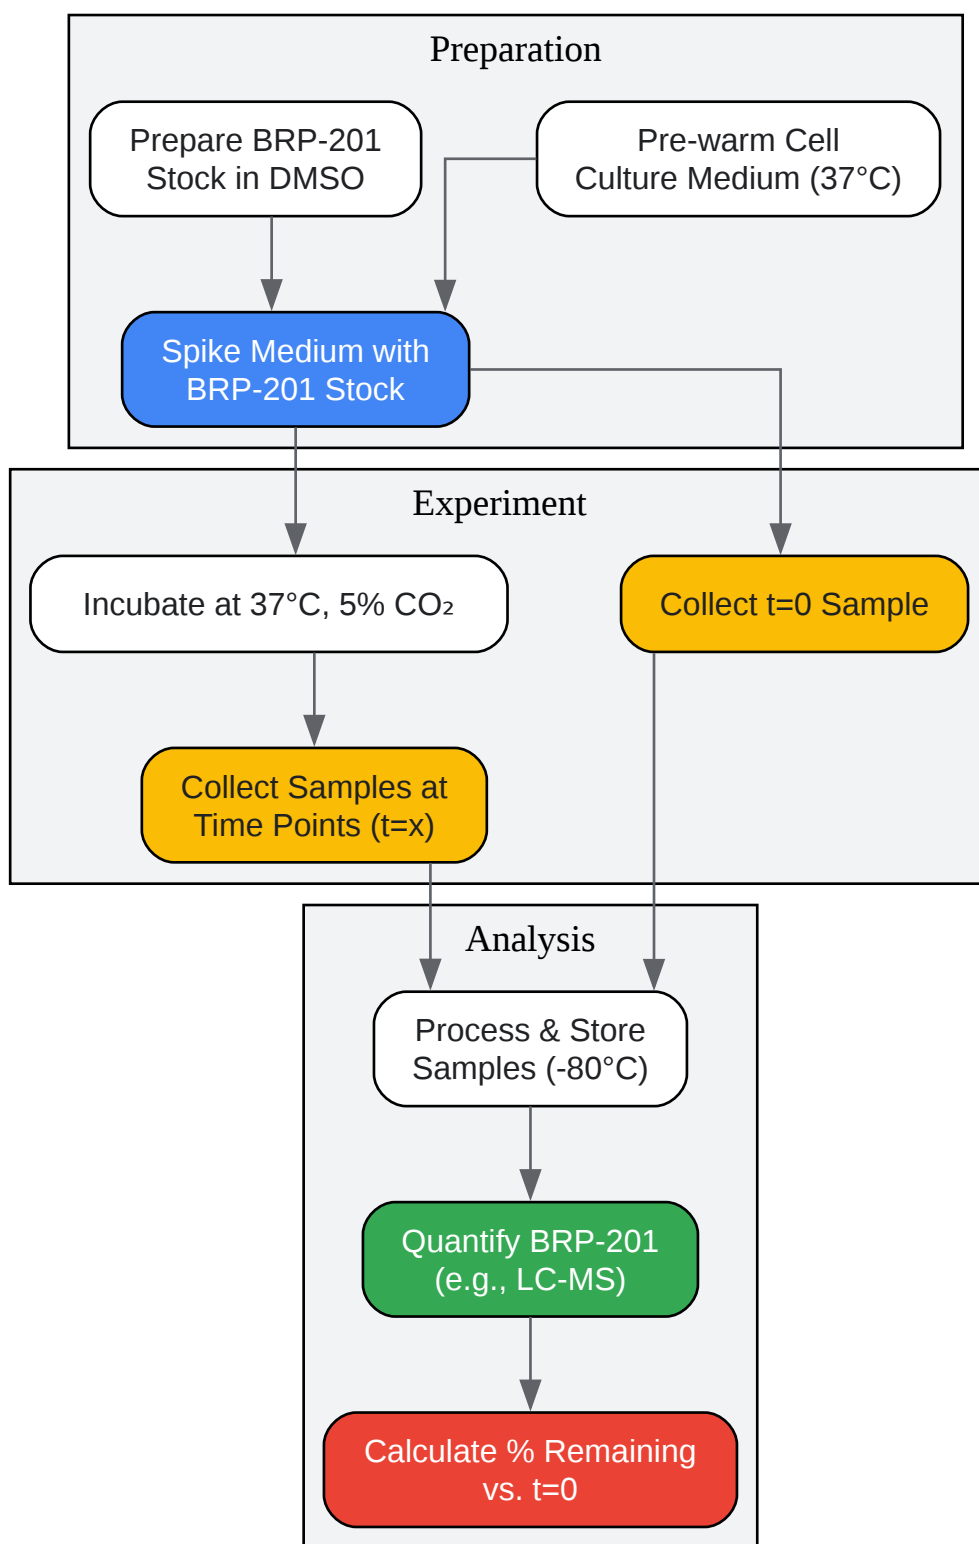 Preparation
Prepare BRP-201
Stock in DMSO
Pre-warm Cell
Culture Medium (37°C)
Spike Medium with
BRP-201 Stock
Experiment
Incubate at 37°C, 5% CO₂
Collect t=0 Sample
Collect Samples at
Time Points (t=x)
Analysis
Process & Store
Samples (-80°C)
Quantify BRP-201
(e.g., LC-MS)
Calculate % Remaining
vs. t=0